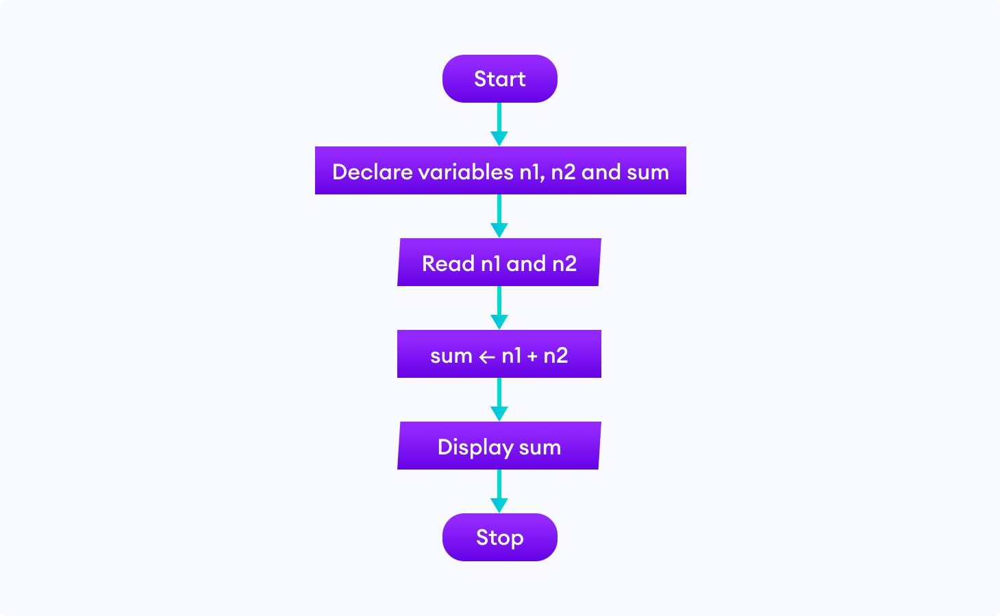 Start
Declare variables n1, n2 and sum
Read n1 and n2
sum ← n1 + n2
Display sum
Stop